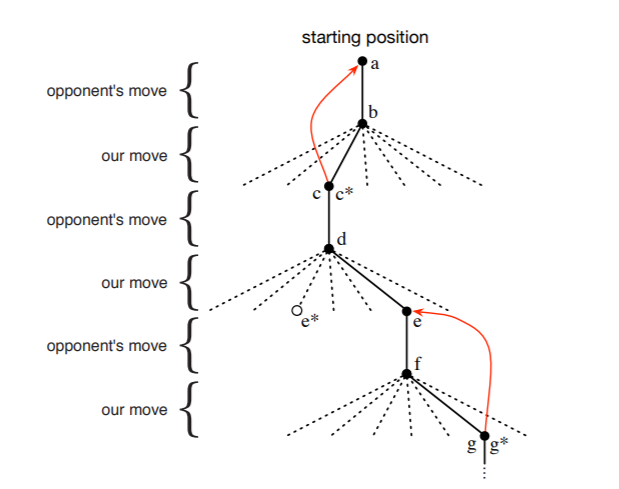 starting position
a
opponent's move {
b
our move {
c c*
opponent's move {
d
our move {
e* e
opponent's move {
f
our move {
g g*